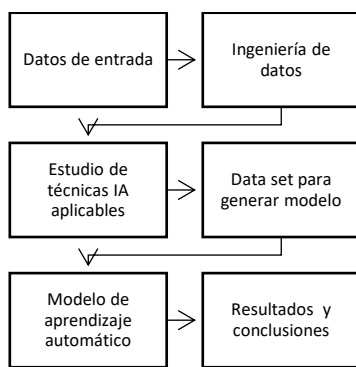 Datos de entrada
Ingeniería de
datos
Estudio de
técnicas IA
aplicables
Data set para
generar modelo
Modelo de
aprendizaje
automático
Resultados y
conclusiones